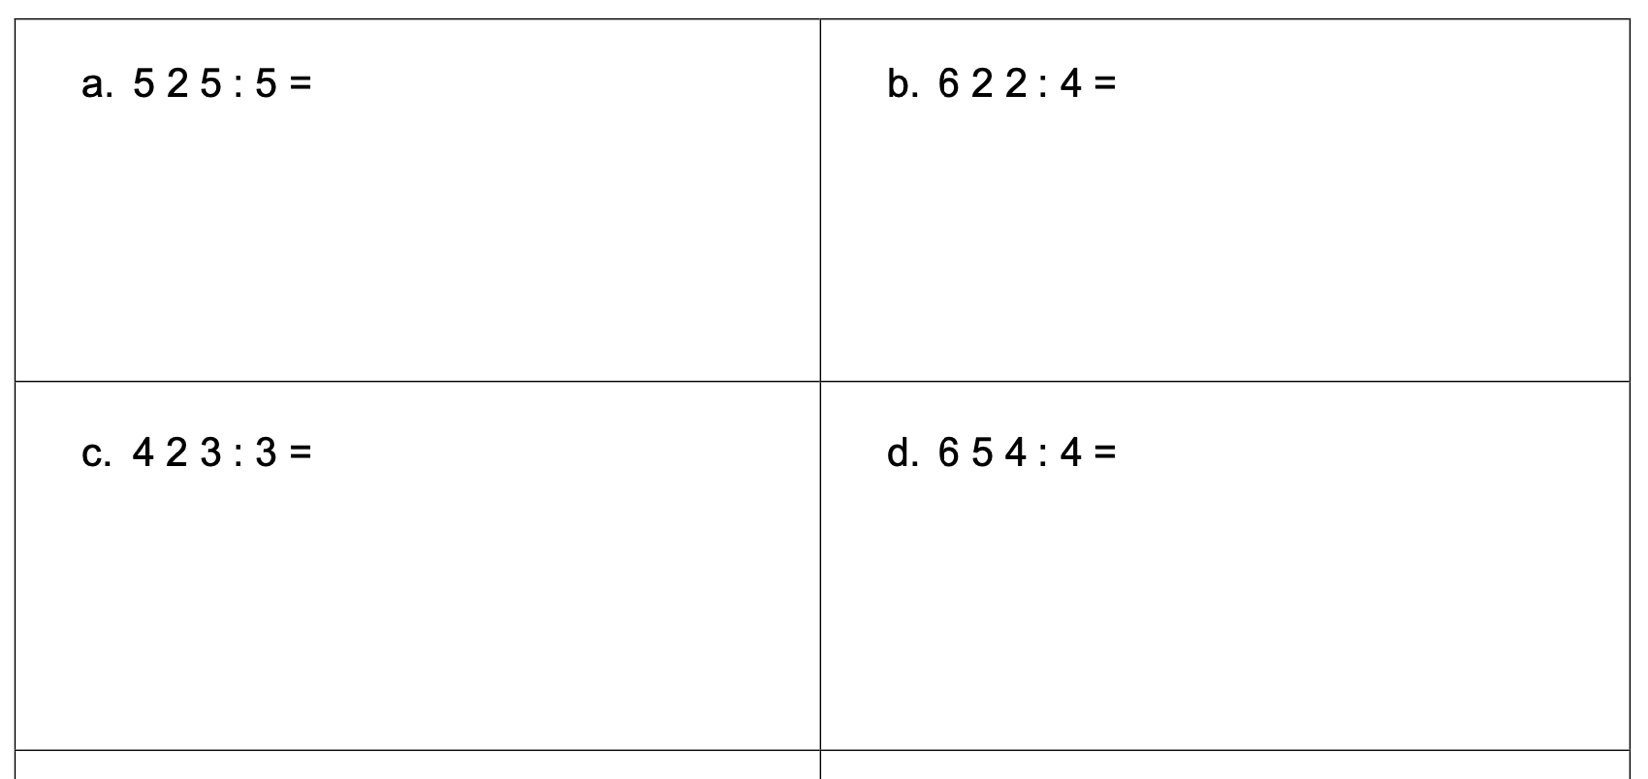 a. 5 2 5 : 5 =
b. 6 2 2 : 4 =
c. 4 2 3 : 3 =
d. 6 5 4 : 4 =